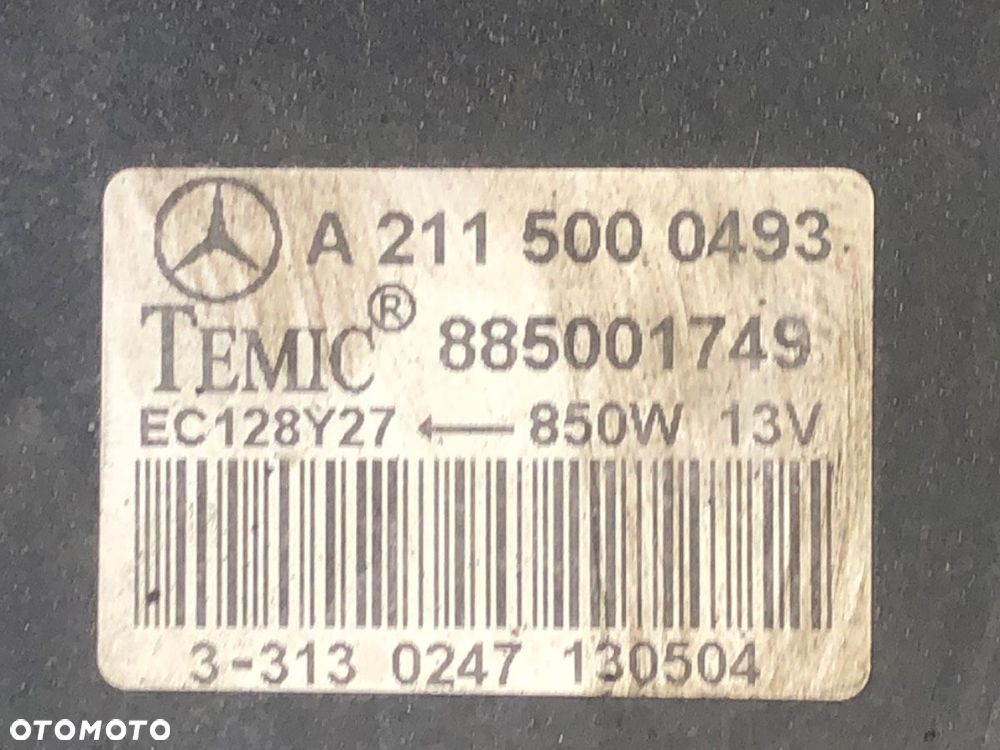 A 211 500 0493
TEMIC® 885001749
EC128Y27 ← 850W 13V
3-313 0247 130504
OTOMOTO